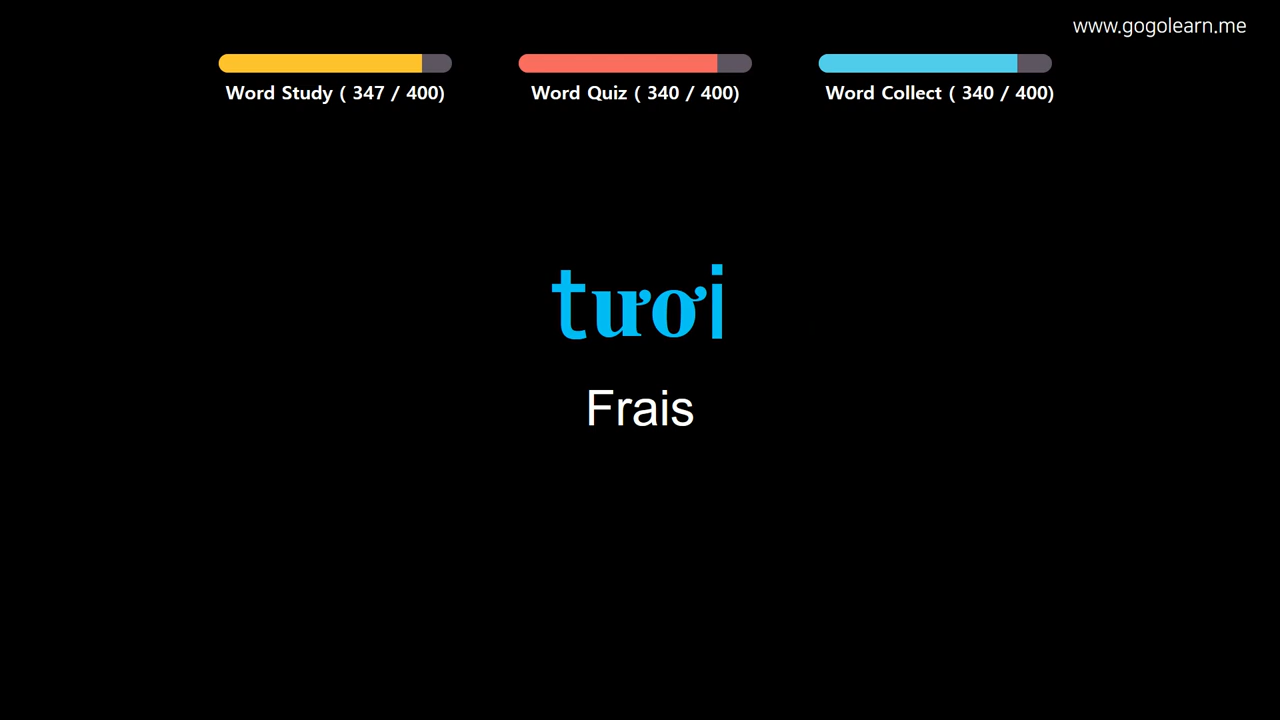 www.gogolearn.me
Word Study ( 347 / 400)
Word Quiz ( 340 / 400)
Word Collect ( 340 / 400)
tươi
Frais